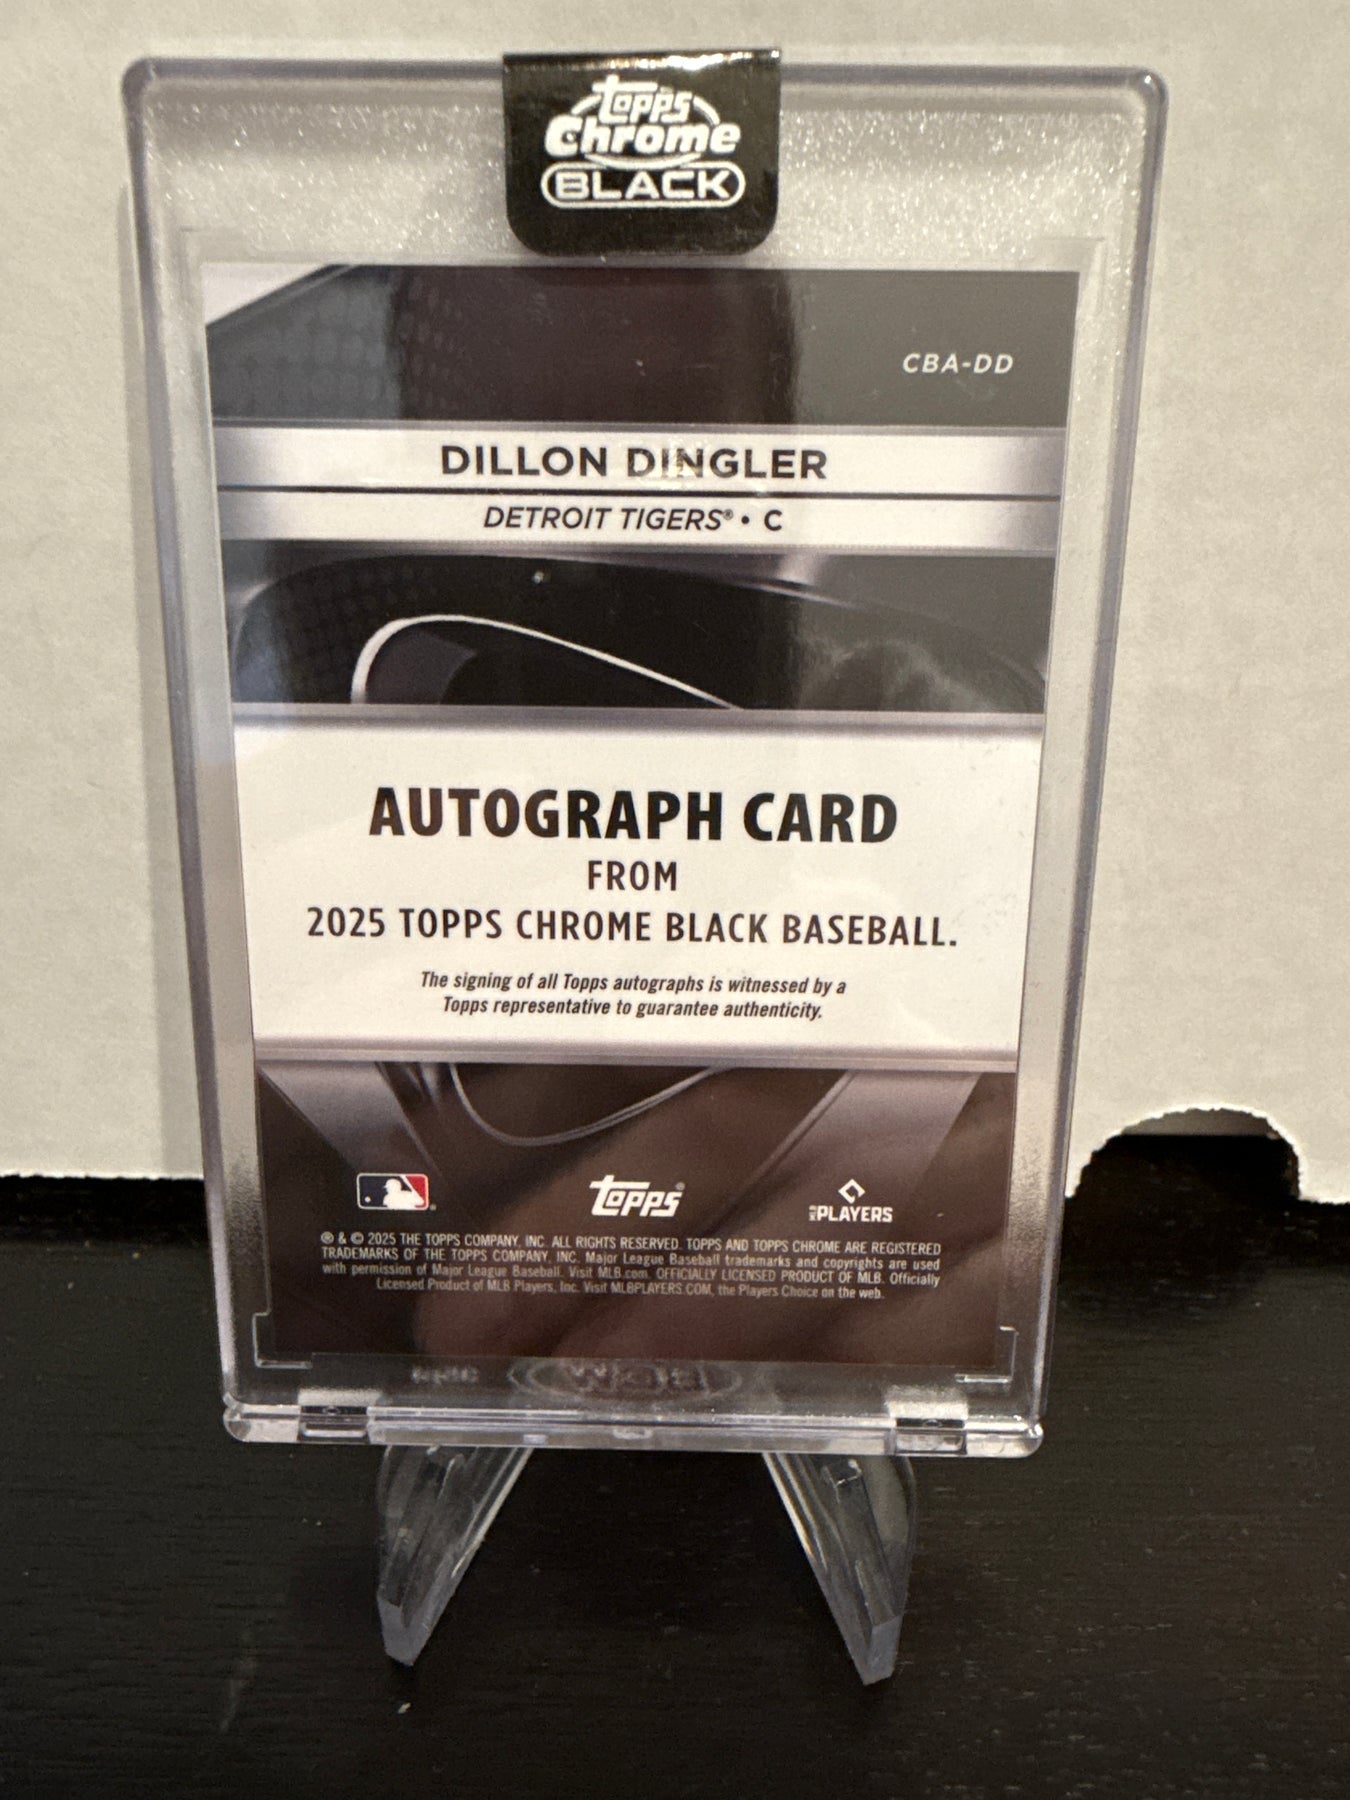 Topps
Chrome
BLACK
CBA-DD
DILLON DINGLER
DETROIT TIGERS® • C
AUTOGRAPH CARD
FROM
2025 TOPPS CHROME BLACK BASEBALL.
The signing of all Topps autographs is witnessed by a
Topps representative to guarantee authenticity.
Topps®
MLB PLAYERS
® & © 2025 THE TOPPS COMPANY, INC. ALL RIGHTS RESERVED. TOPPS AND TOPPS CHROME ARE REGISTERED
TRADEMARKS OF THE TOPPS COMPANY, INC. Major League Baseball trademarks and copyrights are used
with permission of Major League Baseball. Visit MLB.com. OFFICIALLY LICENSED PRODUCT OF MLB. Officially
Licensed Product of MLB Players, Inc. Visit MLBPLAYERS.COM, the Players Choice on the web.